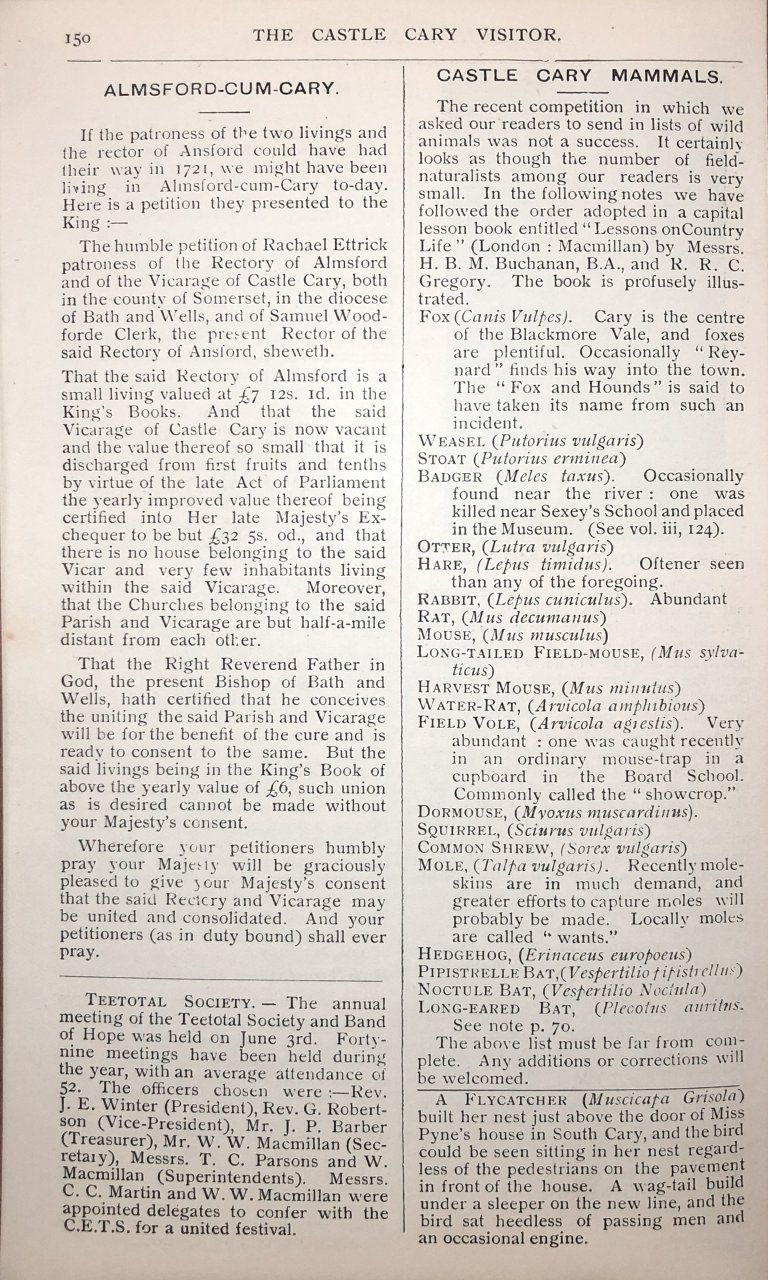 150
THE CASTLE CARY VISITOR.
ALMSFORD-CUM-CARY.
If the patroness of the two livings and
the rector of Ansford could have had
their way in 1721, we might have been
living in Almsford-cum-Cary to-day.
Here is a petition they presented to the
King :—
The humble petition of Rachael Ettrick
patroness of the Rectory of Almsford
and of the Vicarage of Castle Cary, both
in the county of Somerset, in the diocese
of Bath and Wells, and of Samuel Wood-
forde Clerk, the present Rector of the
said Rectory of Ansford, sheweth.
That the said Rectory of Almsford is a
small living valued at £7 12s. 1d. in the
King's Books. And that the said
Vicarage of Castle Cary is now vacant
and the value thereof so small that it is
discharged from first fruits and tenths
by virtue of the late Act of Parliament
the yearly improved value thereof being
certified into Her late Majesty's Ex-
chequer to be but £32 5s. od., and that
there is no house belonging to the said
Vicar and very few inhabitants living
within the said Vicarage. Moreover,
that the Churches belonging to the said
Parish and Vicarage are but half-a-mile
distant from each other.
That the Right Reverend Father in
God, the present Bishop of Bath and
Wells, hath certified that he conceives
the uniting the said Parish and Vicarage
will be for the benefit of the cure and is
ready to consent to the same. But the
said livings being in the King's Book of
above the yearly value of £6, such union
as is desired cannot be made without
your Majesty's consent.
Wherefore your petitioners humbly
pray your Majesty will be graciously
pleased to give your Majesty's consent
that the said Rectory and Vicarage may
be united and consolidated. And your
petitioners (as in duty bound) shall ever
pray.
TEETOTAL SOCIETY. — The annual
meeting of the Teetotal Society and Band
of Hope was held on June 3rd. Forty-
nine meetings have been held during
the year, with an average attendance of
52. The officers chosen were :—Rev.
J. E. Winter (President), Rev. G. Robert-
son (Vice-President), Mr. J. P. Barber
(Treasurer), Mr. W. W. Macmillan (Sec-
retary), Messrs. T. C. Parsons and W.
Macmillan (Superintendents). Messrs.
C. C. Martin and W. W. Macmillan were
appointed delegates to confer with the
C.E.T.S. for a united festival.
CASTLE CARY MAMMALS.
The recent competition in which we
asked our readers to send in lists of wild
animals was not a success. It certainly
looks as though the number of field-
naturalists among our readers is very
small. In the following notes we have
followed the order adopted in a capital
lesson book entitled "Lessons onCountry
Life" (London : Macmillan) by Messrs.
H. B. M. Buchanan, B.A., and R. R. C.
Gregory. The book is profusely illus-
trated.
FOX (Canis Vulpes). Cary is the centre
of the Blackmore Vale, and foxes
are plentiful. Occasionally "Rey-
nard" finds his way into the town.
The "Fox and Hounds" is said to
have taken its name from such an
incident.
WEASEL (Putorius vulgaris)
STOAT (Putorius erminea)
BADGER (Meles taxus). Occasionally
found near the river : one was
killed near Sexey's School and placed
in the Museum. (See vol. iii, 124).
OTTER, (Lutra vulgaris)
HARE, (Lepus timidus). Oftener seen
than any of the foregoing.
RABBIT, (Lepus cuniculus). Abundant
RAT, (Mus decumanus)
MOUSE, (Mus musculus)
LONG-TAILED FIELD-MOUSE, (Mus sylva-
ticus)
HARVEST MOUSE, (Mus minutus)
WATER-RAT, (Arvicola amphibious)
FIELD VOLE, (Arvicola agrestis). Very
abundant : one was caught recently
in an ordinary mouse-trap in a
cupboard in the Board School.
Commonly called the "showcrop."
DORMOUSE, (Myoxus muscardinus).
SQUIRREL, (Sciurus vulgaris)
COMMON SHREW, (Sorex vulgaris)
MOLE, (Talpa vulgaris). Recently mole-
skins are in much demand, and
greater efforts to capture moles will
probably be made. Locally moles
are called "wants."
HEDGEHOG, (Erinaceus europoeus)
PIPISTRELLE BAT,(Vespertilio pipistrellus)
NOCTULE BAT, (Vespertilio Noctula)
LONG-EARED BAT, (Plecotus auritus.
See note p. 70.
The above list must be far from com-
plete. Any additions or corrections will
be welcomed.
A FLYCATCHER (Muscicapa Grisola)
built her nest just above the door of Miss
Pyne's house in South Cary, and the bird
could be seen sitting in her nest regard-
less of the pedestrians on the pavement
in front of the house. A wag-tail build
under a sleeper on the new line, and the
bird sat heedless of passing men and
an occasional engine.